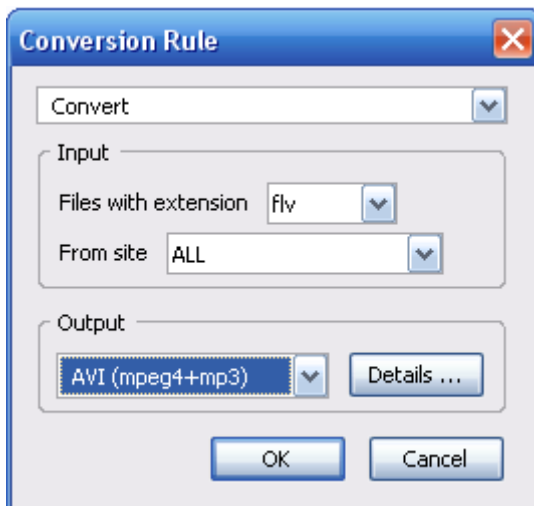 Conversion Rule
Convert
Input
Files with extension flv
From site ALL
Output
AVI (mpeg4+mp3) Details ...
OK Cancel